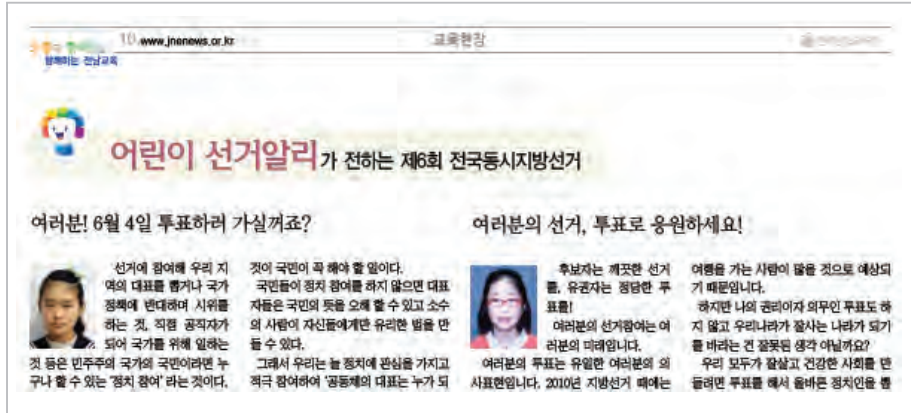 10 www.jnenews.or.kr
교육현장
함께하는 전남교육
어린이 선거알리가 전하는 제6회 전국동시지방선거
여러분! 6월 4일 투표하러 가실꺼죠?
선거에 참여해 우리 지
역의 대표를 뽑거나 국가
정책에 반대하며 시위를
하는 것, 직접 공직자가
되어 국가를 위해 일하는
것 등은 민주주의 국가의 국민이라면 누
구나 할 수 있는 '정치 참여' 라는 것이다.
것이 국민이 꼭 해야 할 일이다.
국민들이 정치 참여를 하지 않으면 대표
자들은 국민의 뜻을 오해 할 수 있고 소수
의 사람이 자신들에게만 유리한 법을 만
들 수 있다.
그래서 우리는 늘 정치에 관심을 가지고
적극 참여하여 '공동체의 대표는 누가 되
여러분의 선거, 투표로 응원하세요!
후보자는 깨끗한 선거
를, 유권자는 정당한 투
표를!
여러분의 선거참여는 여
러분의 미래입니다.
여러분의 투표는 유일한 여러분의 의
사표현입니다. 2010년 지방선거 때에는
여행을 가는 사람이 많을 것으로 예상되
기 때문입니다.
하지만 나의 권리이자 의무인 투표도 하
지 않고 우리나라가 잘사는 나라가 되기
를 바라는 건 잘못된 생각 아닐까요?
우리 모두가 잘살고 건강한 사회를 만
들려면 투표를 해서 올바른 정치인을 뽑